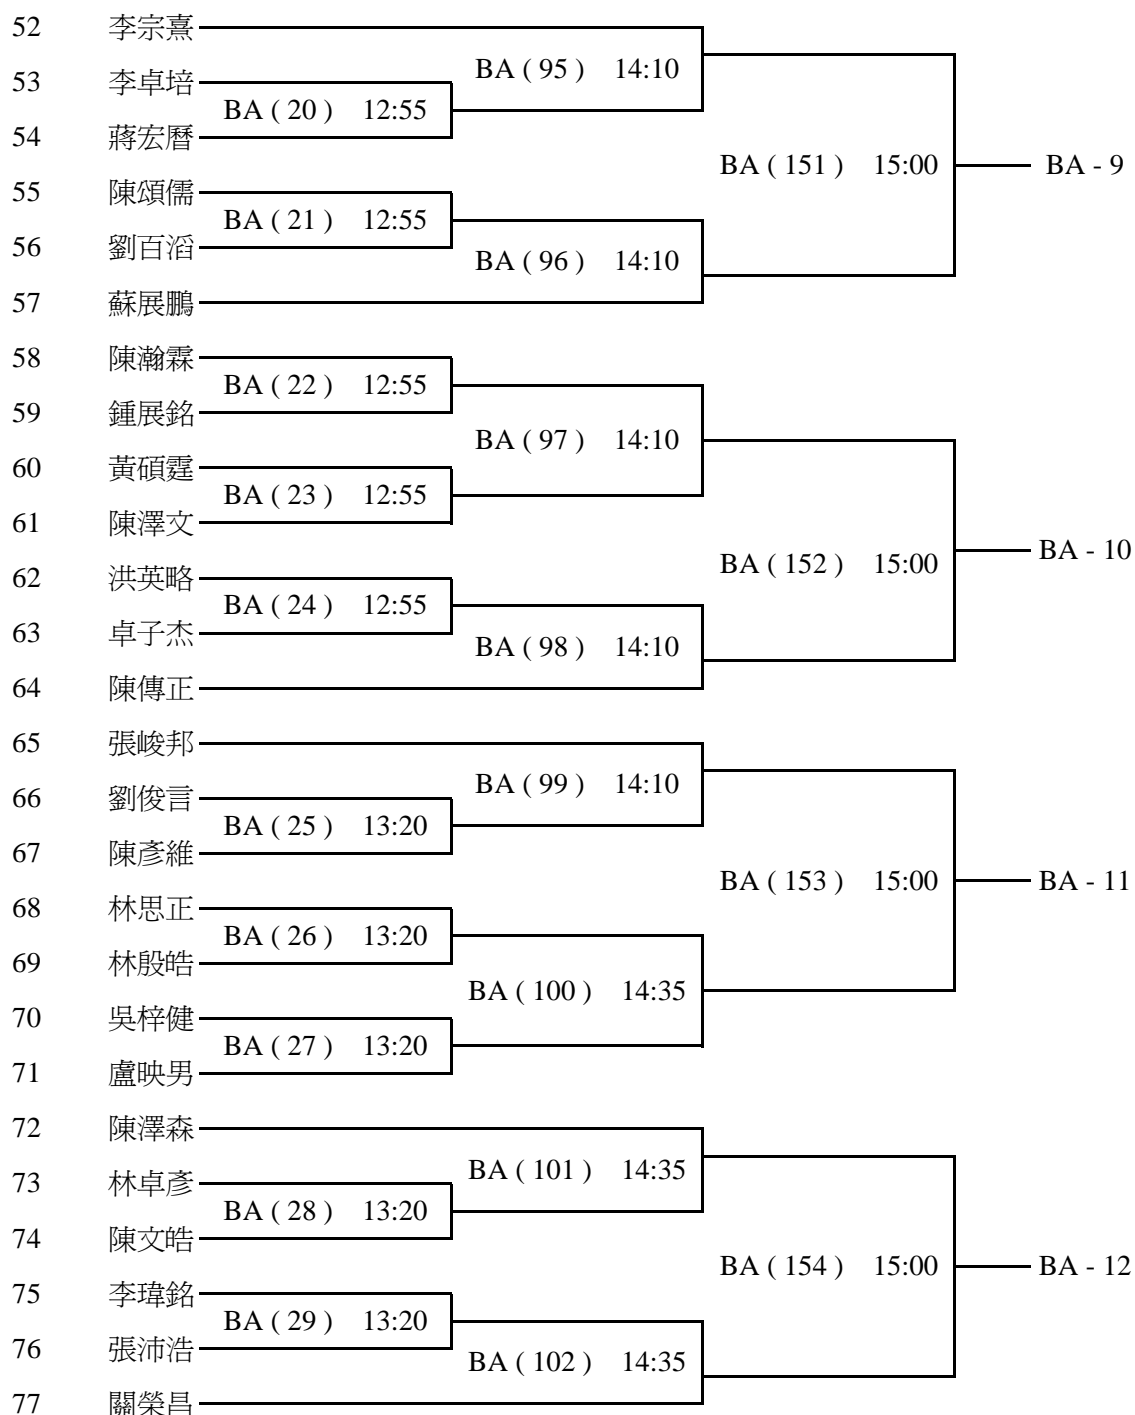 52 李宗熹
BA ( 95 ) 14:10
53 李卓培
BA ( 20 ) 12:55
54 蔣宏曆
BA ( 151 ) 15:00 BA - 9
55 陳頌儒
BA ( 21 ) 12:55
56 劉百滔
BA ( 96 ) 14:10
57 蘇展鵬
58 陳瀚霖
BA ( 22 ) 12:55
59 鍾展銘
BA ( 97 ) 14:10
60 黃碩霆
BA ( 23 ) 12:55
61 陳澤文
BA ( 152 ) 15:00 BA - 10
62 洪英略
BA ( 24 ) 12:55
63 卓子杰
BA ( 98 ) 14:10
64 陳傳正
65 張峻邦
BA ( 99 ) 14:10
66 劉俊言
BA ( 25 ) 13:20
67 陳彥維
BA ( 153 ) 15:00 BA - 11
68 林思正
BA ( 26 ) 13:20
69 林殷皓
BA ( 100 ) 14:35
70 吳梓健
BA ( 27 ) 13:20
71 盧映男
72 陳澤森
BA ( 101 ) 14:35
73 林卓彥
BA ( 28 ) 13:20
74 陳文皓
BA ( 154 ) 15:00 BA - 12
75 李瑋銘
BA ( 29 ) 13:20
76 張沛浩
BA ( 102 ) 14:35
77 關榮昌